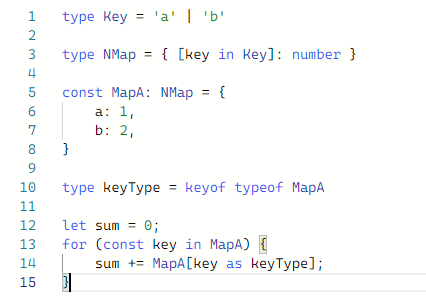 1 type Key = 'a' | 'b'
2
3 type NMap = { [key in Key]: number }
4
5 const MapA: NMap = {
6     a: 1,
7     b: 2,
8 }
9
10 type keyType = keyof typeof MapA
11
12 let sum = 0;
13 for (const key in MapA) {
14     sum += MapA[key as keyType];
15 }